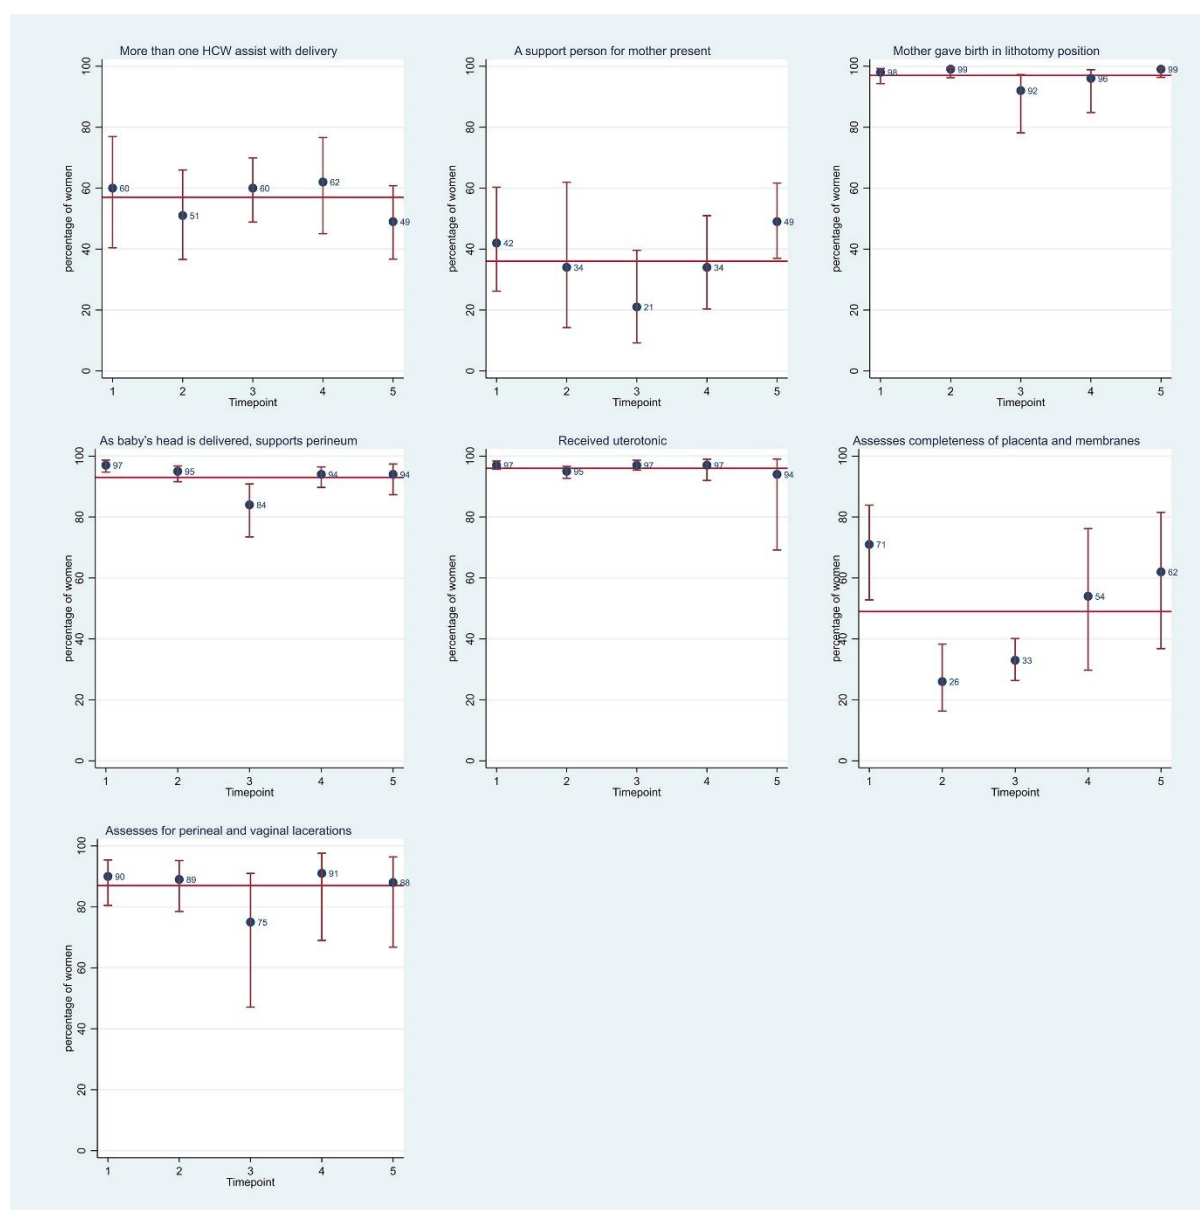 More than one HCW assist with delivery
percentage of women
100
80
60
40
20
0
60
51
60
62
49
1 2 3 4 5
Timepoint
A support person for mother present
percentage of women
100
80
60
40
20
0
42
34
21
34
49
1 2 3 4 5
Timepoint
Mother gave birth in lithotomy position
percentage of women
100
80
60
40
20
0
98
99
92
96
99
1 2 3 4 5
Timepoint
As baby's head is delivered, supports perineum
percentage of women
100
80
60
40
20
0
97
95
84
94
94
1 2 3 4 5
Timepoint
Received uterotonic
percentage of women
100
80
60
40
20
0
97
95
97
97
94
1 2 3 4 5
Timepoint
Assesses completeness of placenta and membranes
percentage of women
100
80
60
40
20
0
71
26
33
54
62
1 2 3 4 5
Timepoint
Assesses for perineal and vaginal lacerations
percentage of women
100
80
60
40
20
0
90
89
75
91
88
1 2 3 4 5
Timepoint